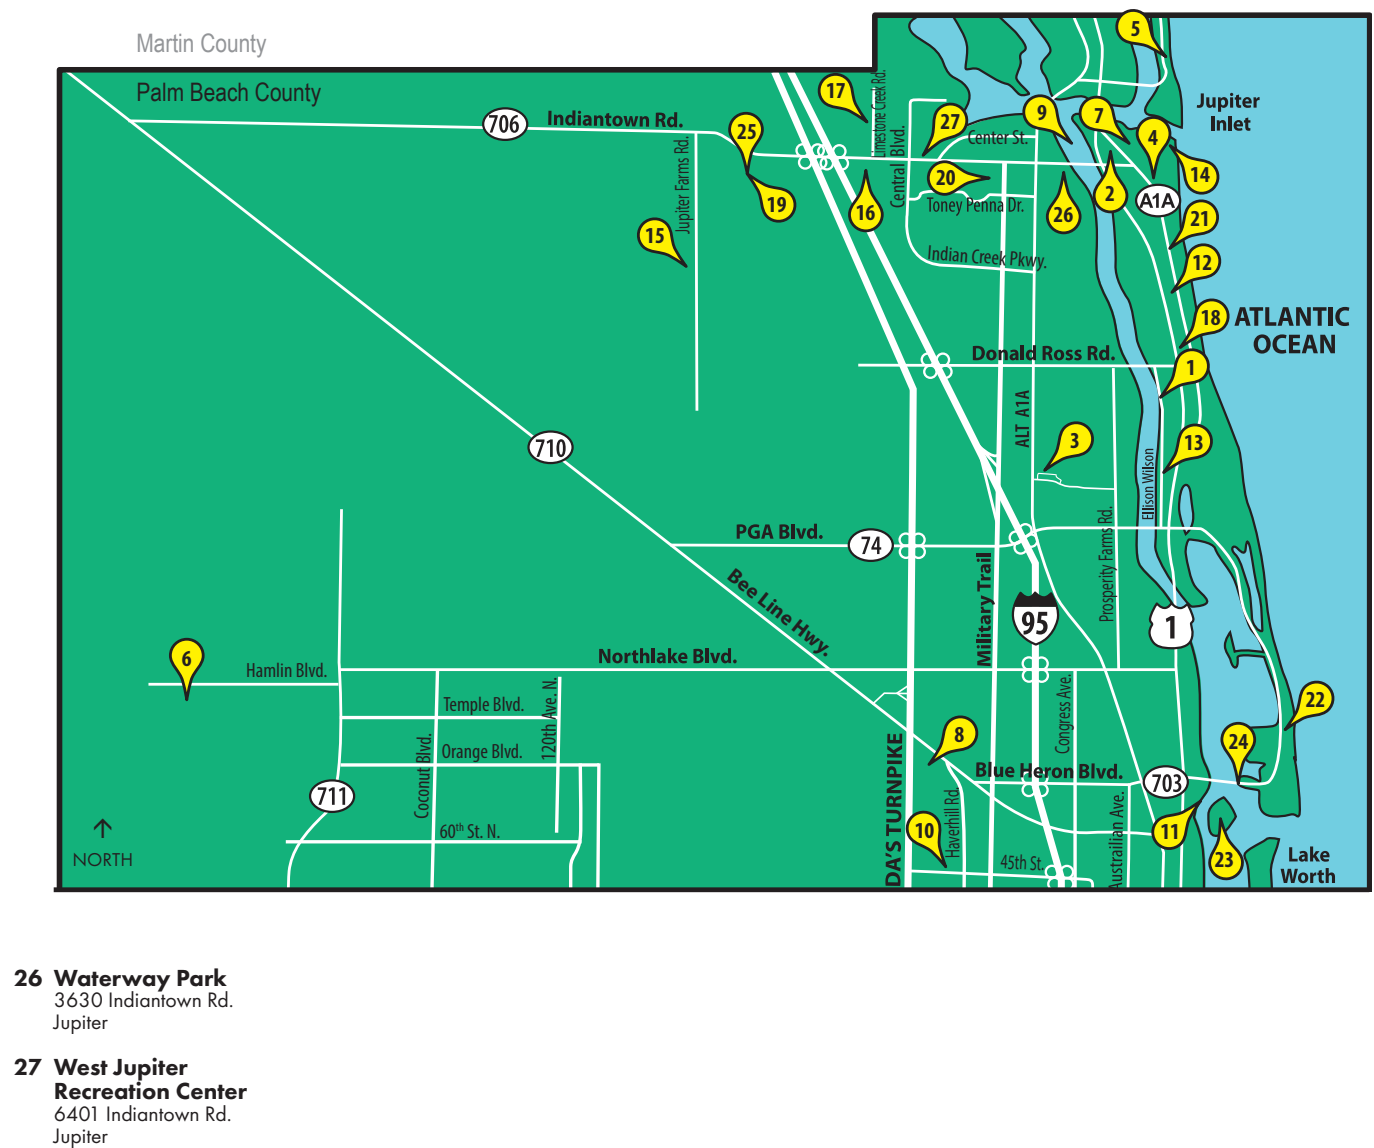 Martin County
Palm Beach County
5
17
Limestone Creek Rd.
Jupiter
Inlet
706
Indiantown Rd.
25
27
9
7
4
Center St.
Central Blvd.
Jupiter Farms Rd.
14
20
19
16
Toney Penna Dr.
26
2
A1A
21
15
Indian Creek Pkwy.
12
18
ATLANTIC
OCEAN
Donald Ross Rd.
1
ALT A1A
3
13
710
Ellison Wilson
PGA Blvd.
74
Prosperity Farms Rd.
Bee Line Hwy.
Military Trail
95
1
6
Hamlin Blvd.
Northlake Blvd.
Temple Blvd.
120th Ave. N.
Congress Ave.
22
Coconut Blvd.
Orange Blvd.
8
24
DA'S TURNPIKE
Blue Heron Blvd.
703
711
Haverhill Rd.
Austrailian Ave.
10
11
60th St. N.
NORTH
45th St.
23
Lake
Worth
26 Waterway Park
3630 Indiantown Rd.
Jupiter
27 West Jupiter
Recreation Center
6401 Indiantown Rd.
Jupiter